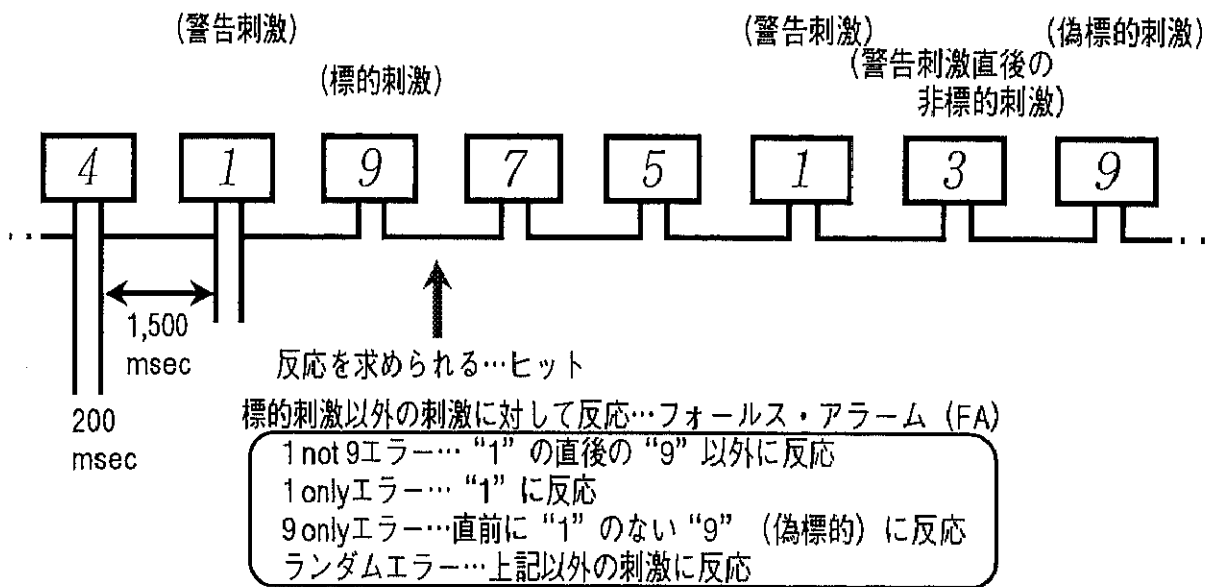 (警告刺激)
(標的刺激)
(警告刺激)
(偽標的刺激)
(警告刺激直後の
非標的刺激)
4 1 9 7 5 1 3 9
1,500
msec
200
msec
反応を求められる…ヒット
標的刺激以外の刺激に対して反応…フォールス・アラーム (FA)
1 not 9エラー… “1” の直後の “9” 以外に反応
1 onlyエラー… “1” に反応
9 onlyエラー…直前に “1” のない “9” (偽標的) に反応
ランダムエラー…上記以外の刺激に反応